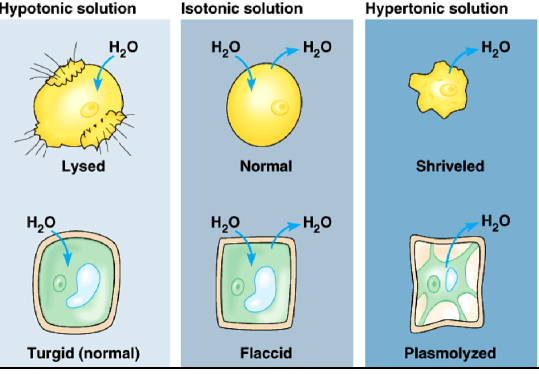 Hypotonic solution
Isotonic solution
Hypertonic solution
H₂O
H₂O
H₂O
H₂O
Lysed
Normal
Shriveled
H₂O
H₂O
H₂O
H₂O
Turgid (normal)
Flaccid
Plasmolyzed